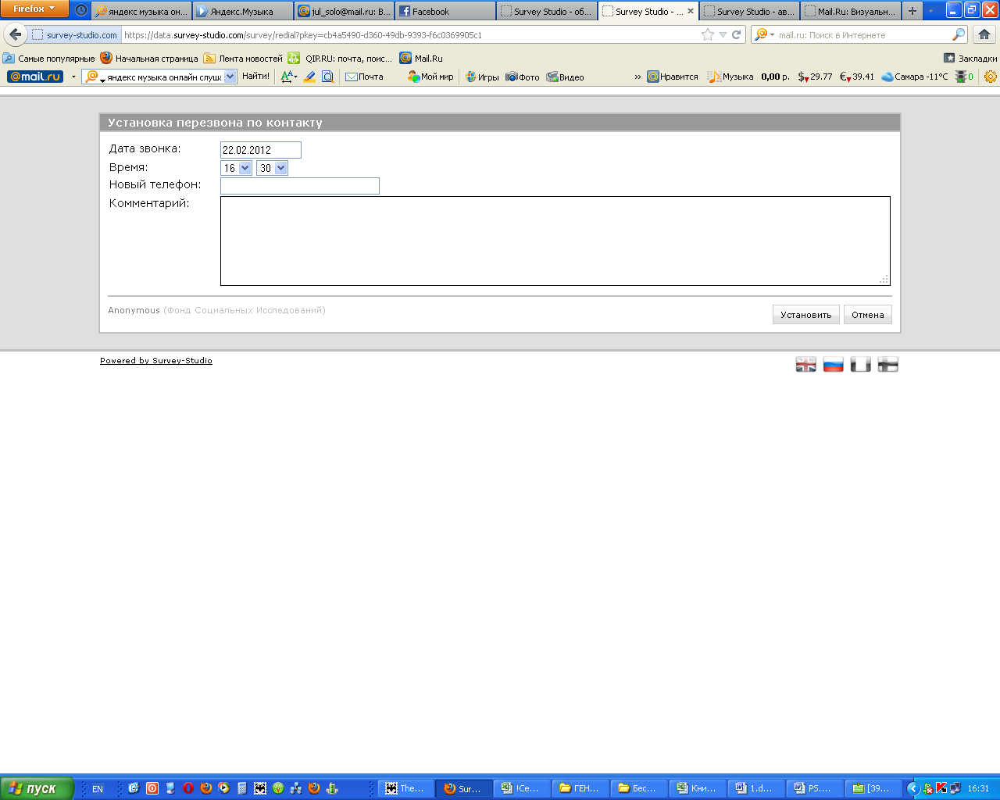 Firefox
яндекс музыка он...
Яндекс.Музыка
jul_solo@mail.ru: В...
Facebook
Survey Studio - об...
Survey Studio - ...
Survey Studio - ав...
Mail.Ru: Визуальн...
survey-studio.com
https://data.survey-studio.com/survey/redial?pkey=cb4a5490-d360-49db-9393-f6c0369905c1
mail.ru: Поиск в Интернете
Самые популярные
Начальная страница
Лента новостей
QIP.RU: почта, поис...
Mail.Ru
Закладки
@mail.ru
яндекс музыка онлайн слуша
Найти!
Почта
Мой мир
Игры
Фото
Видео
»
Нравится
Музыка
0,00 р.
$ 29.77
€ 39.41
Самара -11°C
0
Установка перезвона по контакту
Дата звонка: 22.02.2012
Время: 16 30
Новый телефон:
Комментарий:
Anonymous (Фонд Социальных Исследований)
Установить
Отмена
Powered by Survey-Studio
пуск
EN
The...
Sur...
!Се...
ГЕН...
Бес...
Кни...
1.d...
PS....
[39...
16:31